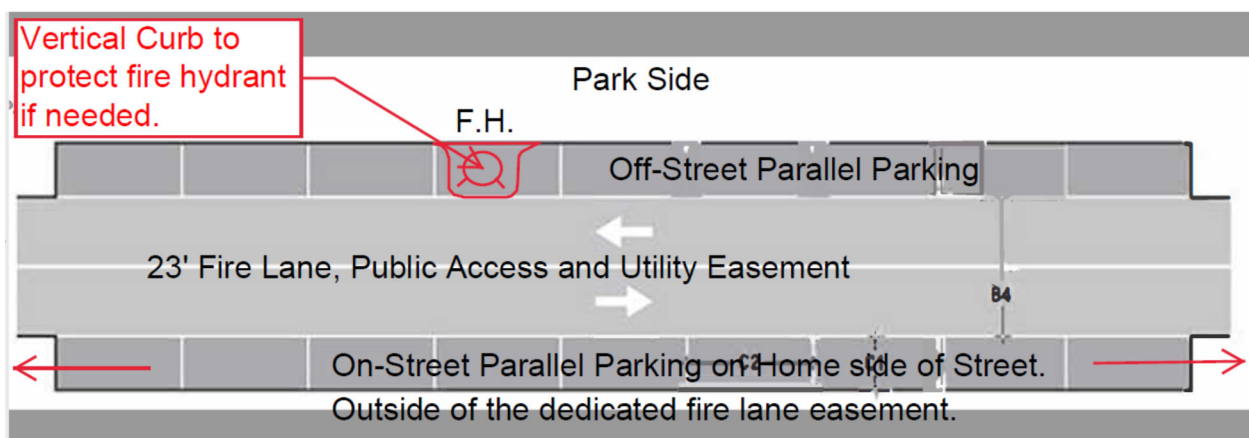 Vertical Curb to
protect fire hydrant
if needed.
Park Side
F.H.
Off-Street Parallel Parking
23' Fire Lane, Public Access and Utility Easement
B4
On-Street Parallel Parking on Home side of Street.
Outside of the dedicated fire lane easement.